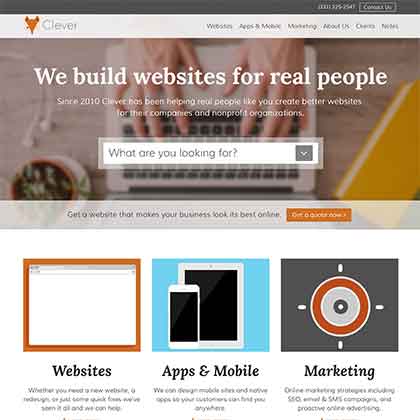 (331) 325-2547 Contact Us
Clever
Websites Apps & Mobile Marketing About Us Clients Notes
We build websites for real people
Since 2010 Clever has been helping real people like you create better websites
for their companies and nonprofit organizations.
What are you looking for?
Get a website that makes your business look its best online. Get a quote now >
Websites
Whether you need a new website, a
redesign, or just some quick fixes we've
seen it all and we can help.
Apps & Mobile
We can design mobile sites and native
apps so your customers can find you
anywhere.
Marketing
Online marketing strategies including
SEO, email & SMS campaigns, and
proactive online advertising.